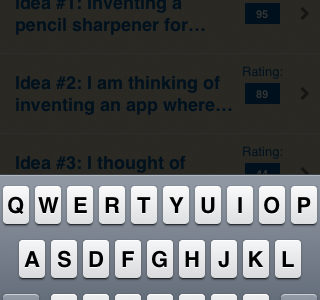 Idea #1: Inventing a
pencil sharpener for...
95
Rating:
Idea #2: I am thinking of
inventing an app where...
89
Rating:
Idea #3: I thought of
Q W E R T Y U I O P
A S D F G H J K L